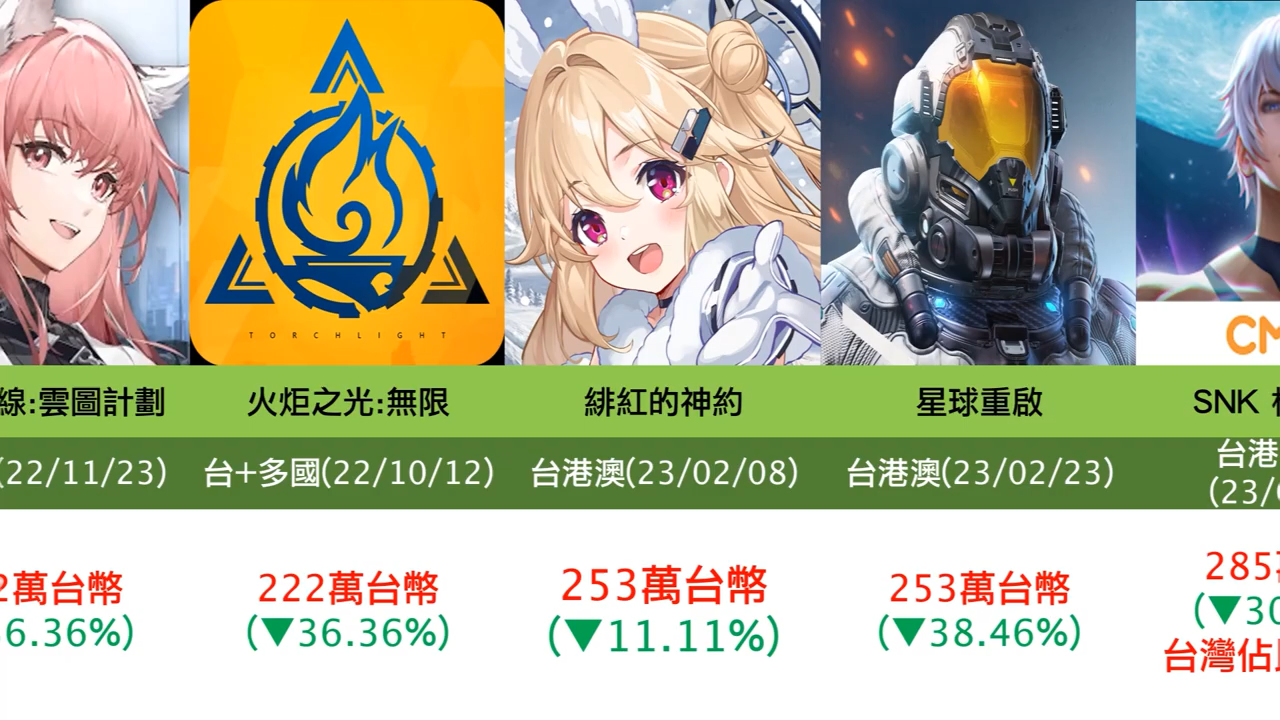 TORCHLIGHT
CM
線:雲圖計劃
火炬之光:無限
緋紅的神約
星球重啟
SNK
(22/11/23)
台+多國(22/10/12)
台港澳(23/02/08)
台港澳(23/02/23)
台港
(23/
2萬台幣
6.36%)
222萬台幣
(▼36.36%)
253萬台幣
(▼11.11%)
253萬台幣
(▼38.46%)
285
(▼30
台灣佔